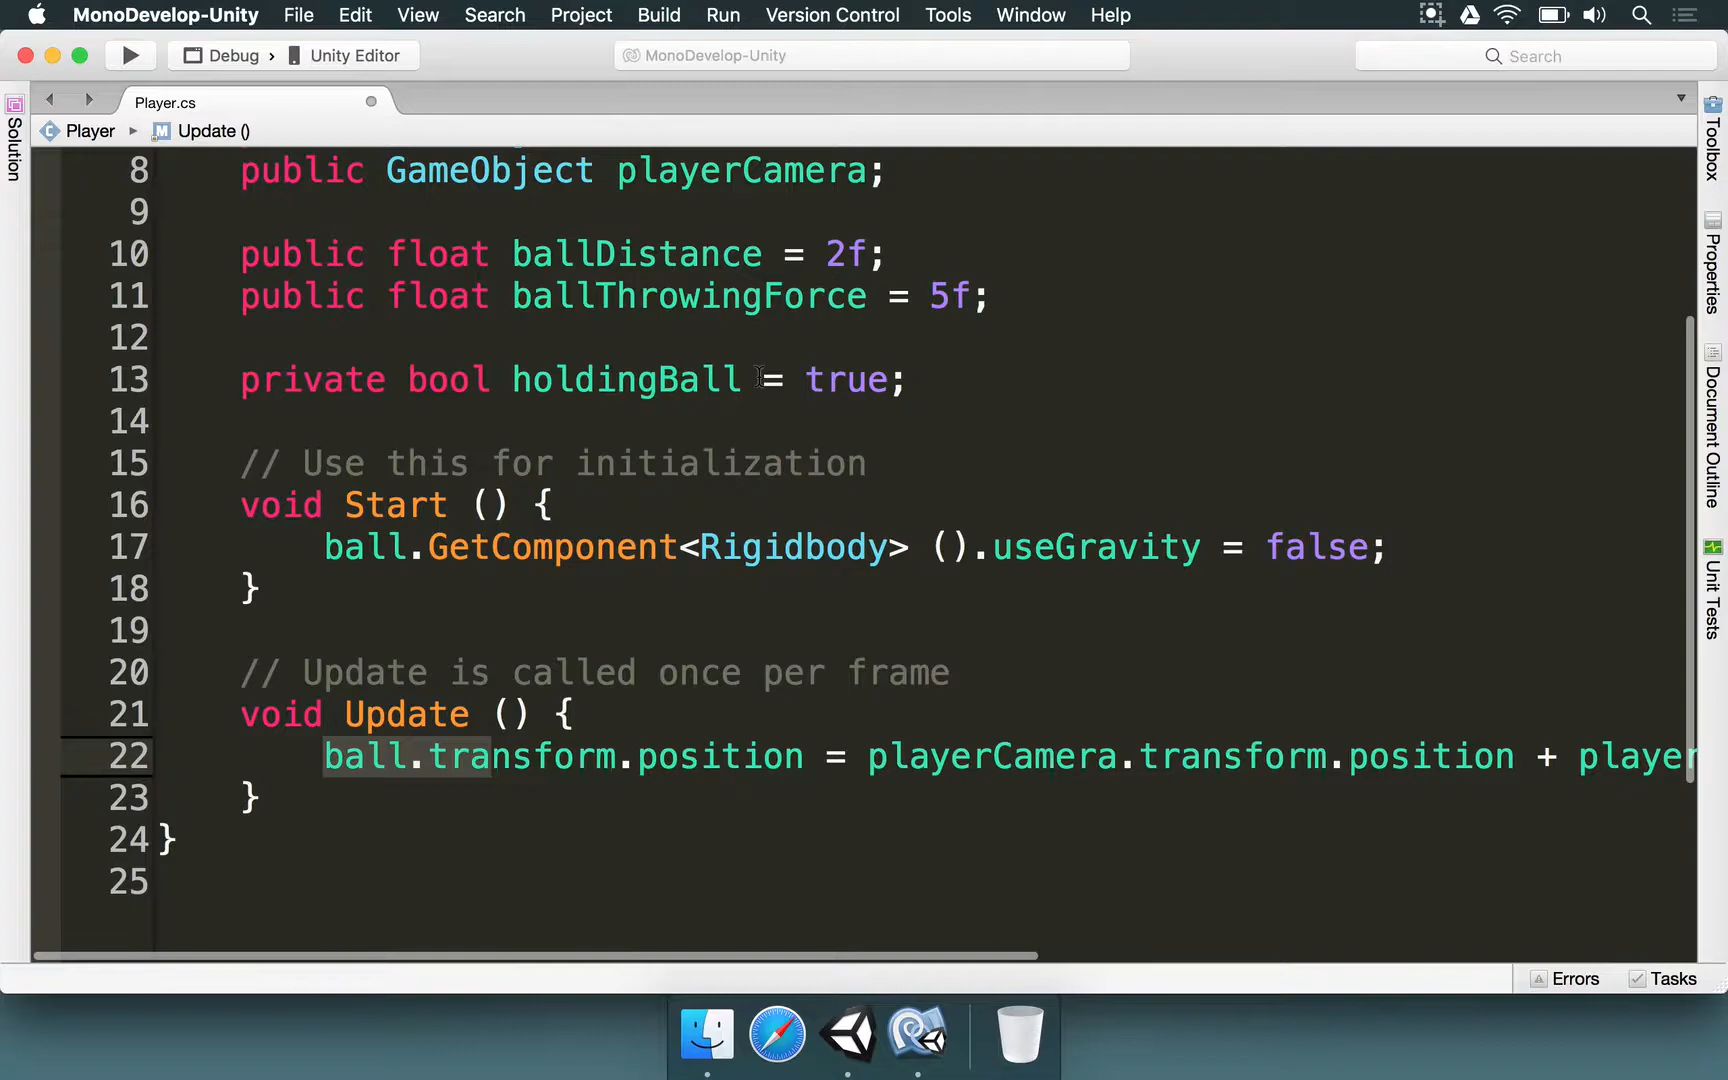 MonoDevelop-Unity File Edit View Search Project Build Run Version Control Tools Window Help
Debug › Unity Editor MonoDevelop-Unity Search
Player.cs
Player ▸ M Update ()
Solution
Toolbox
Properties
Document Outline
Unit Tests
8 public GameObject playerCamera;
9
10 public float ballDistance = 2f;
11 public float ballThrowingForce = 5f;
12
13 private bool holdingBall = true;
14
15 // Use this for initialization
16 void Start () {
17 ball.GetComponent<Rigidbody> ().useGravity = false;
18 }
19
20 // Update is called once per frame
21 void Update () {
22 ball.transform.position = playerCamera.transform.position + player
23 }
24 }
25
Errors Tasks